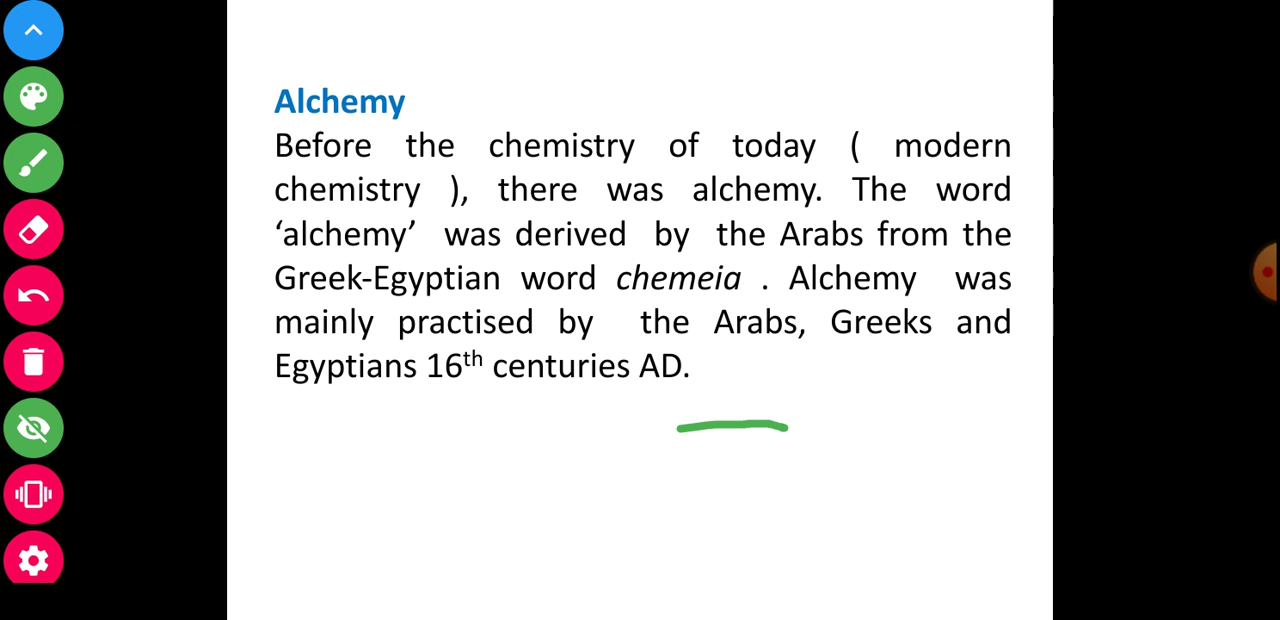 Alchemy
Before the chemistry of today ( modern
chemistry ), there was alchemy. The word
‘alchemy’ was derived by the Arabs from the
Greek-Egyptian word chemeia . Alchemy was
mainly practised by the Arabs, Greeks and
Egyptians 16th centuries AD.